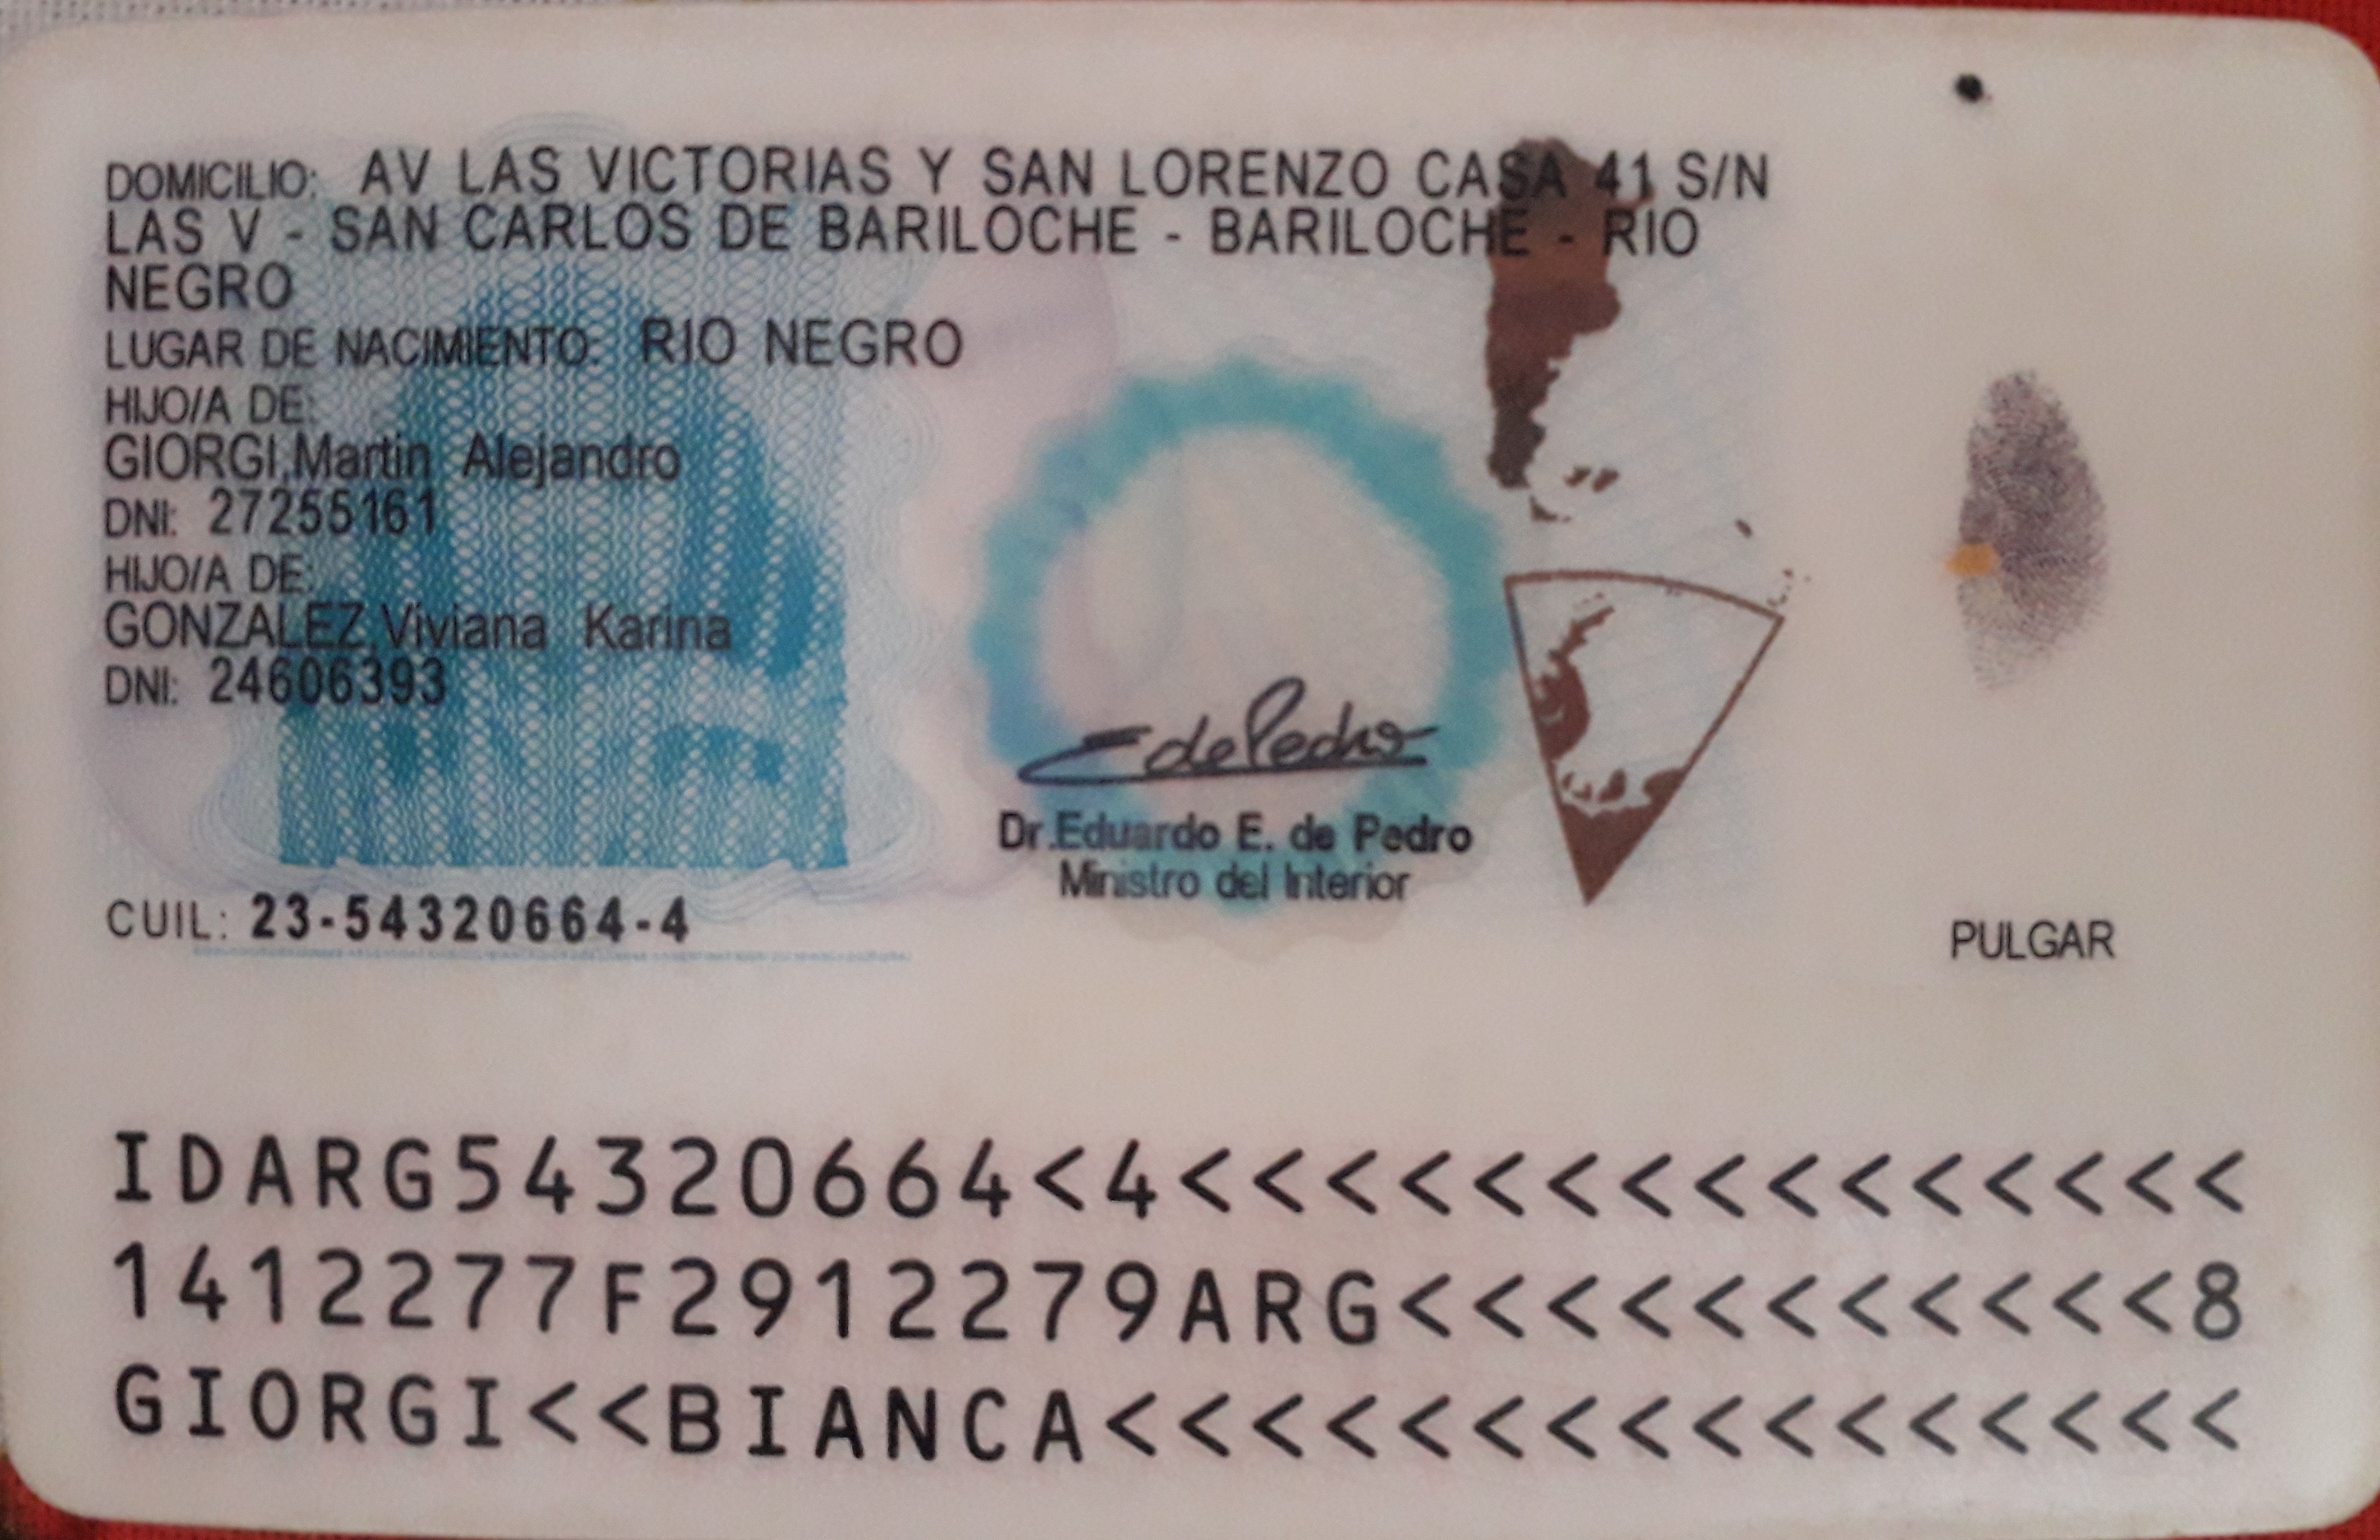 DOMICILIO: AV LAS VICTORIAS Y SAN LORENZO CASA 41 S/N
LAS V - SAN CARLOS DE BARILOCHE - BARILOCHE - RIO
NEGRO
LUGAR DE NACIMIENTO: RIO NEGRO
HIJO/A DE:
GIORGI,Martin Alejandro
DNI: 27255161
HIJO/A DE:
GONZALEZ,Viviana Karina
DNI: 24606393
E de Pedro
Dr.Eduardo E. de Pedro
Ministro del Interior
CUIL: 23-54320664-4
PULGAR
IDARG54320664<4<<<<<<<<<<<<<<<
1412277F2912279ARG<<<<<<<<<<<8
GIORGI<<BIANCA<<<<<<<<<<<<<<<<